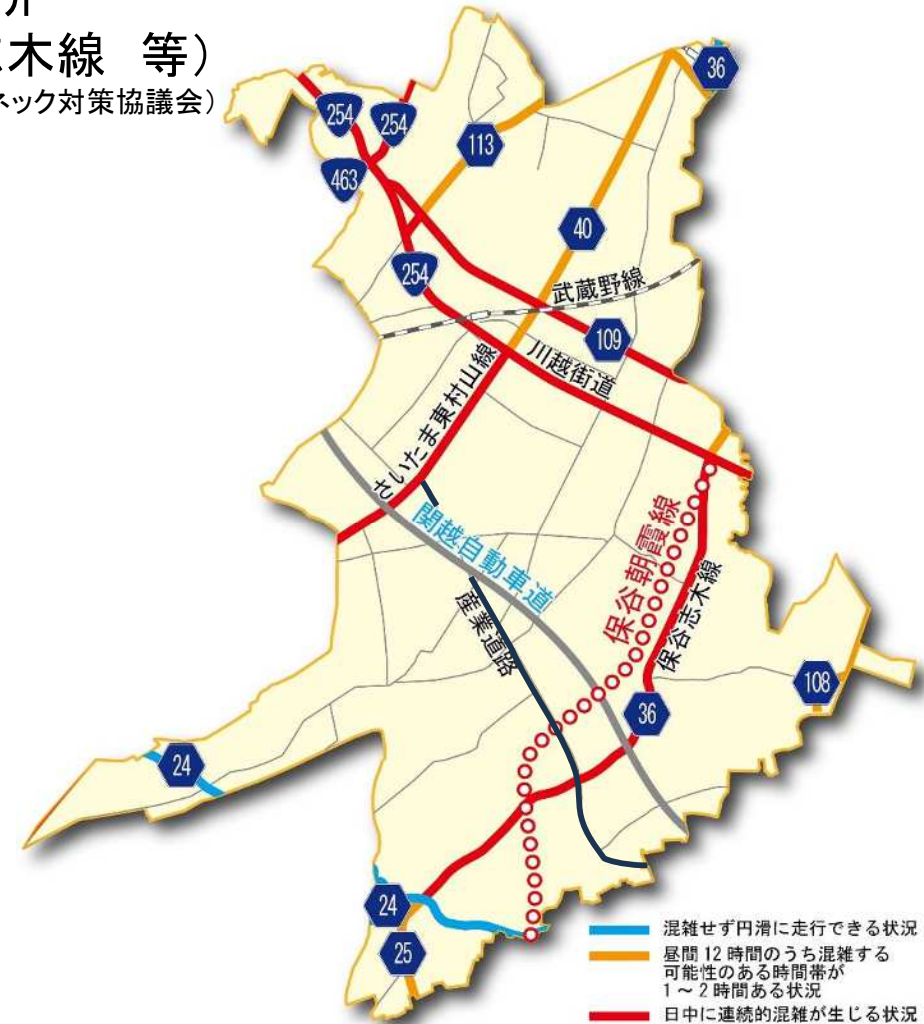 木線 等)
ネック対策協議会)
36
254
254
113
463
40
254
武蔵野線
109
川越街道
さいたま東村山線
関越自動車道
保谷朝霞線
産業道路
保谷志木線
108
36
24
24
25
混雑せず円滑に走行できる状況
昼間12時間のうち混雑する
可能性のある時間帯が
1～2時間ある状況
日中に連続的混雑が生じる状況